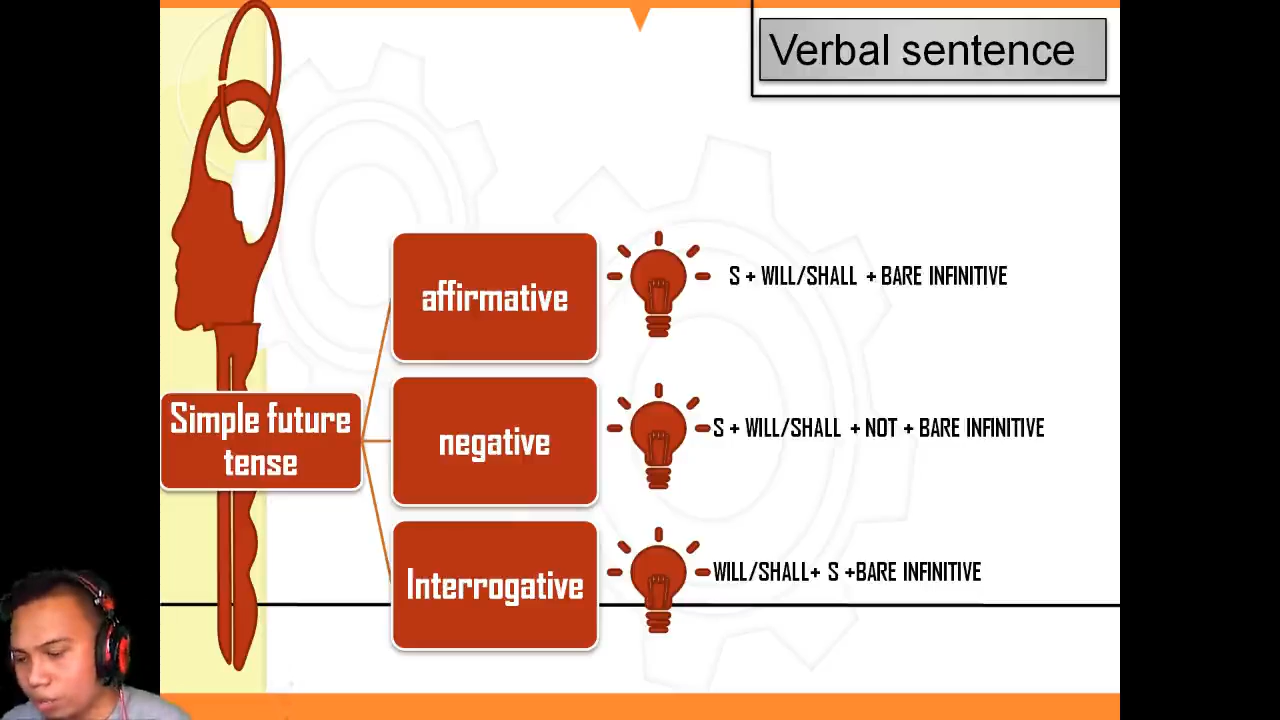 Verbal sentence
affirmative
S + WILL/SHALL + BARE INFINITIVE
Simple future
tense
negative
S + WILL/SHALL + NOT + BARE INFINITIVE
Interrogative
WILL/SHALL+ S +BARE INFINITIVE